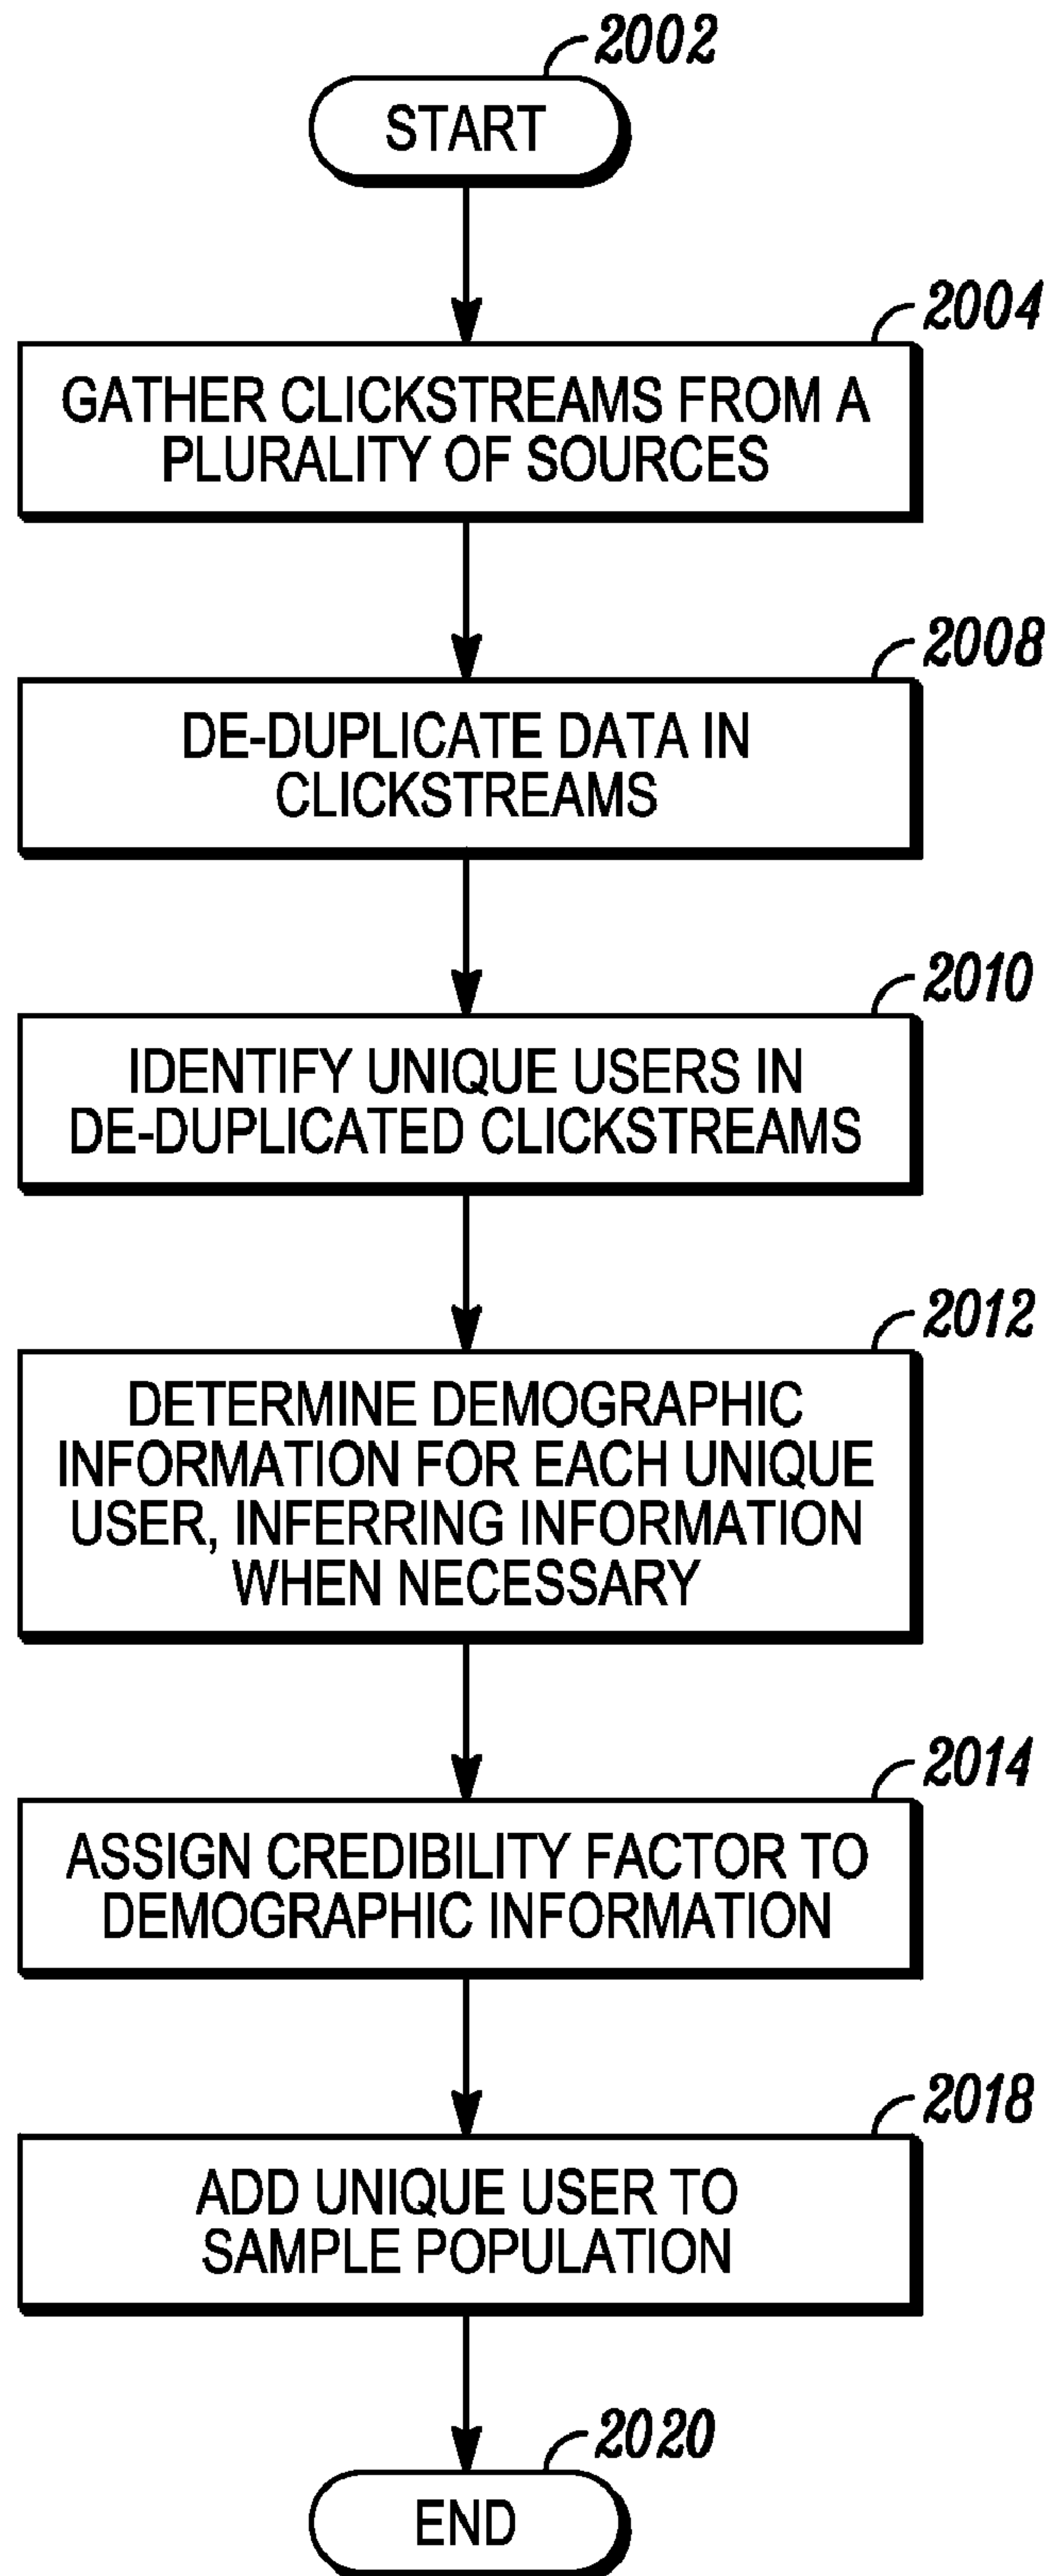 2002
START
2004
GATHER CLICKSTREAMS FROM A
PLURALITY OF SOURCES
2008
DE-DUPLICATE DATA IN
CLICKSTREAMS
2010
IDENTIFY UNIQUE USERS IN
DE-DUPLICATED CLICKSTREAMS
2012
DETERMINE DEMOGRAPHIC
INFORMATION FOR EACH UNIQUE
USER, INFERRING INFORMATION
WHEN NECESSARY
2014
ASSIGN CREDIBILITY FACTOR TO
DEMOGRAPHIC INFORMATION
2018
ADD UNIQUE USER TO
SAMPLE POPULATION
2020
END